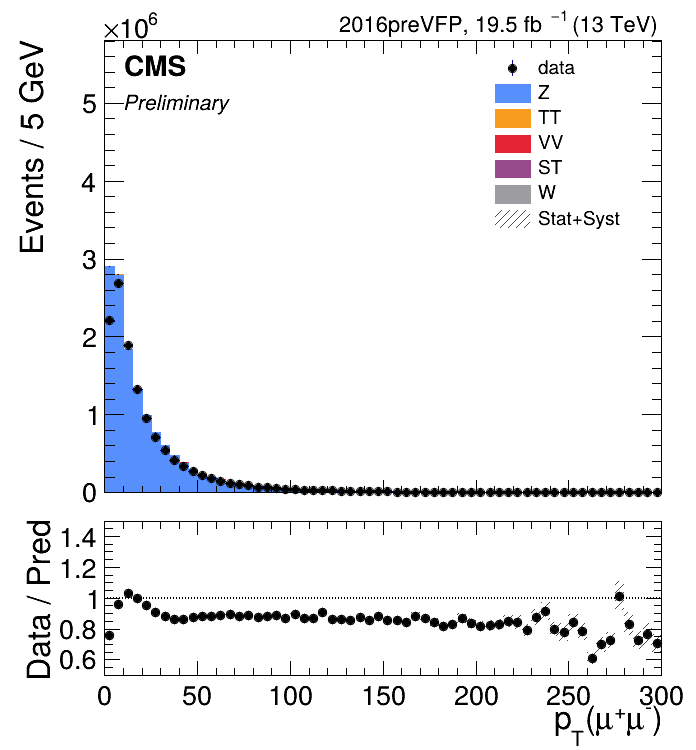 ×10⁶
2016preVFP, 19.5 fb⁻¹ (13 TeV)
CMS
Preliminary
Events / 5 GeV
5
4
3
2
1
0
data
Z
TT
VV
ST
W
Stat+Syst
Data / Pred
1.4
1.2
1
0.8
0.6
0 50 100 150 200 250 300
p_T(μ⁺μ⁻)